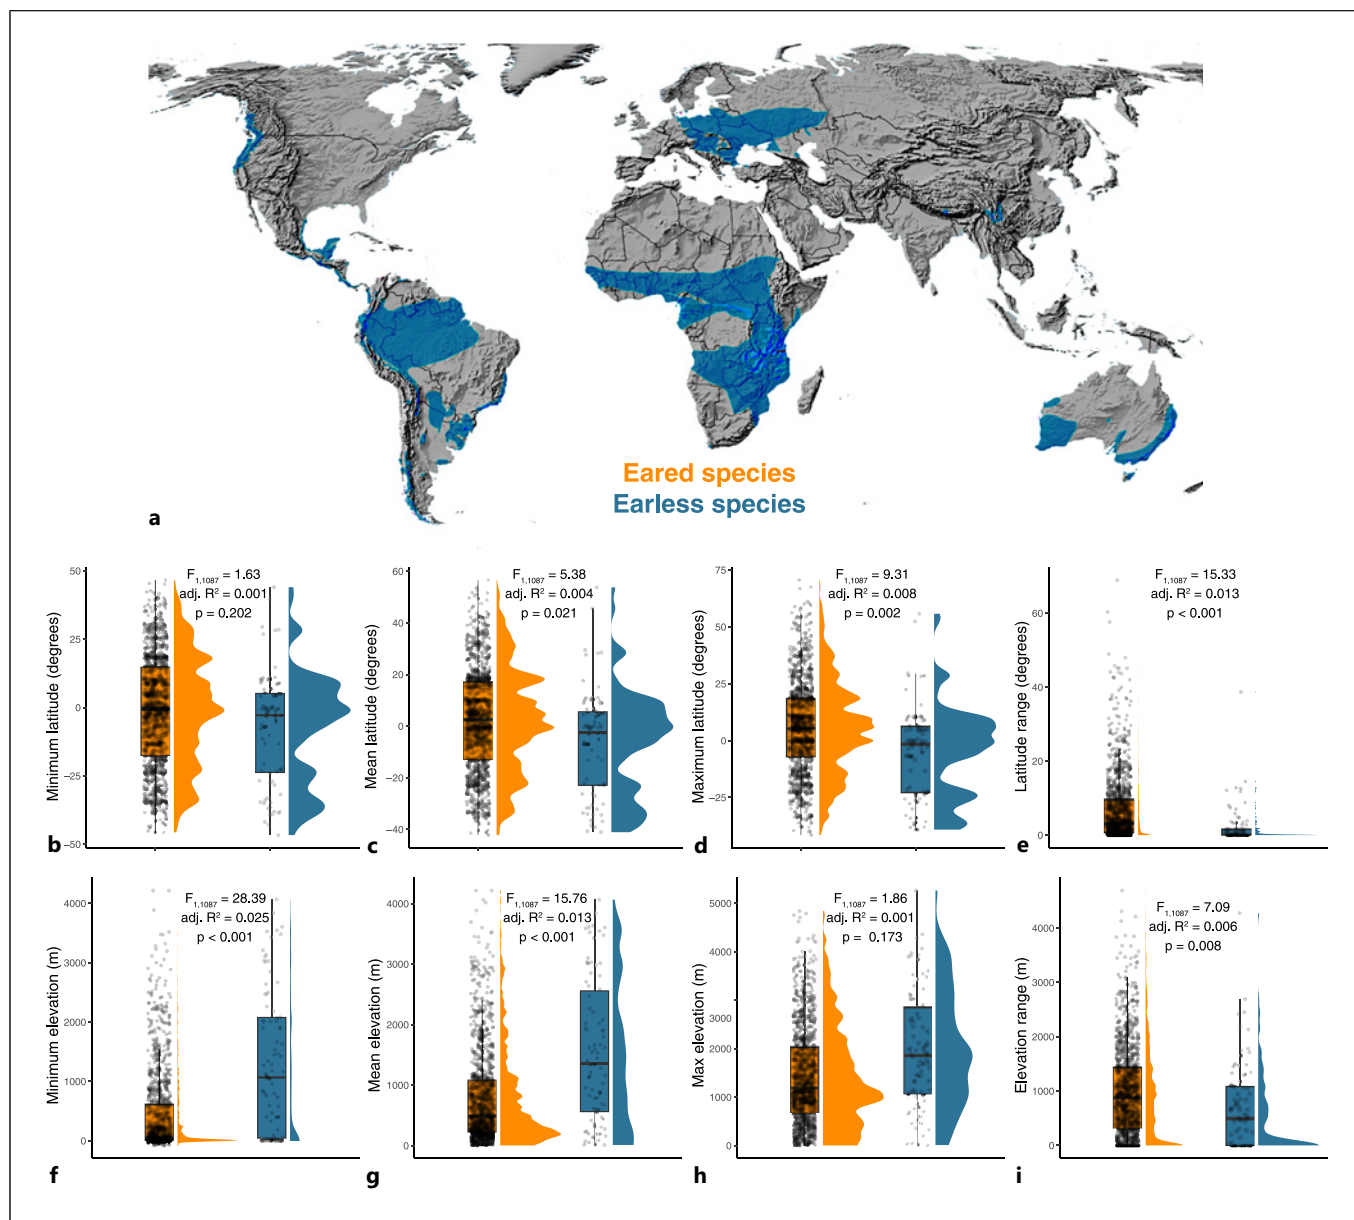 Eared species
Earless species
a
Minimum latitude (degrees)
50
25
0
−25
−50
F1,1087 = 1.63
adj. R² = 0.001
p = 0.202
b
Mean latitude (degrees)
60
40
20
0
−20
−40
F1,1087 = 5.38
adj. R² = 0.004
p = 0.021
c
Maximum latitude (degrees)
75
50
25
0
−25
F1,1087 = 9.31
adj. R² = 0.008
p = 0.002
d
Latitude range (degrees)
60
40
20
0
F1,1087 = 15.33
adj. R² = 0.013
p < 0.001
e
Minimum elevation (m)
4000
3000
2000
1000
0
F1,1087 = 28.39
adj. R² = 0.025
p < 0.001
f
Mean elevation (m)
4000
3000
2000
1000
0
F1,1087 = 15.76
adj. R² = 0.013
p < 0.001
g
Max elevation (m)
5000
4000
3000
2000
1000
0
F1,1087 = 1.86
adj. R² = 0.001
p = 0.173
h
Elevation range (m)
4000
3000
2000
1000
0
F1,1087 = 7.09
adj. R² = 0.006
p = 0.008
i